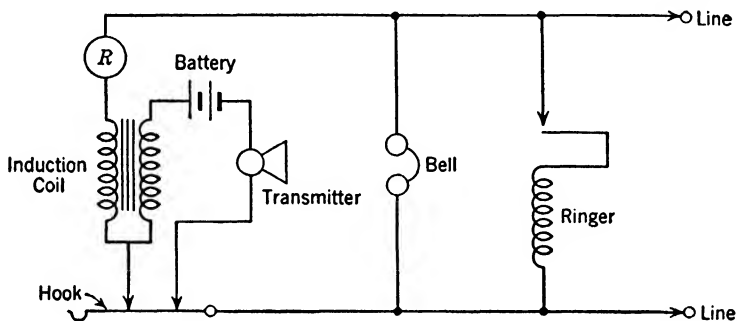 Line
R
Battery
Induction
Coil
Transmitter
Bell
Ringer
Hook
Line